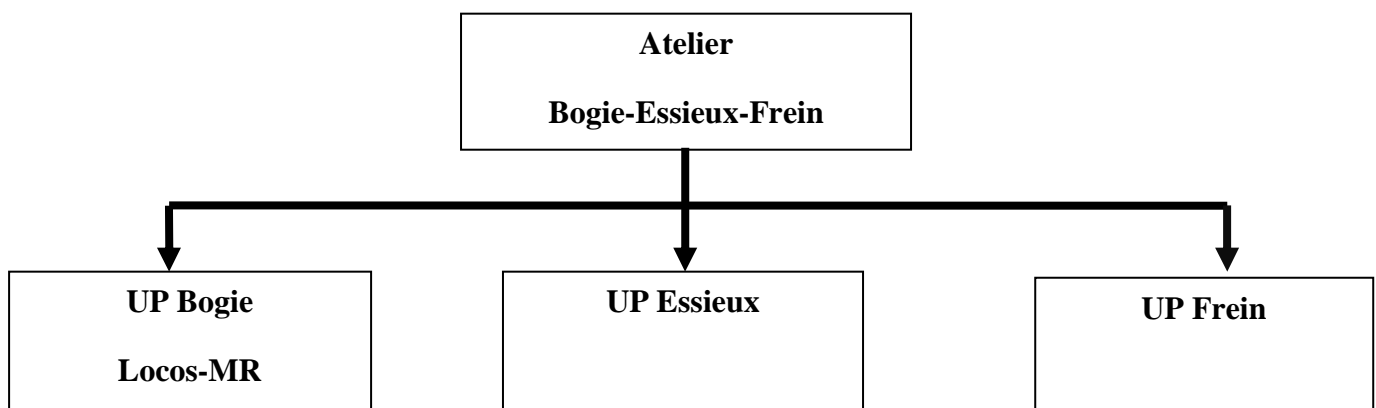 Atelier
Bogie-Essieux-Frein
UP Bogie
Locos-MR
UP Essieux
UP Frein